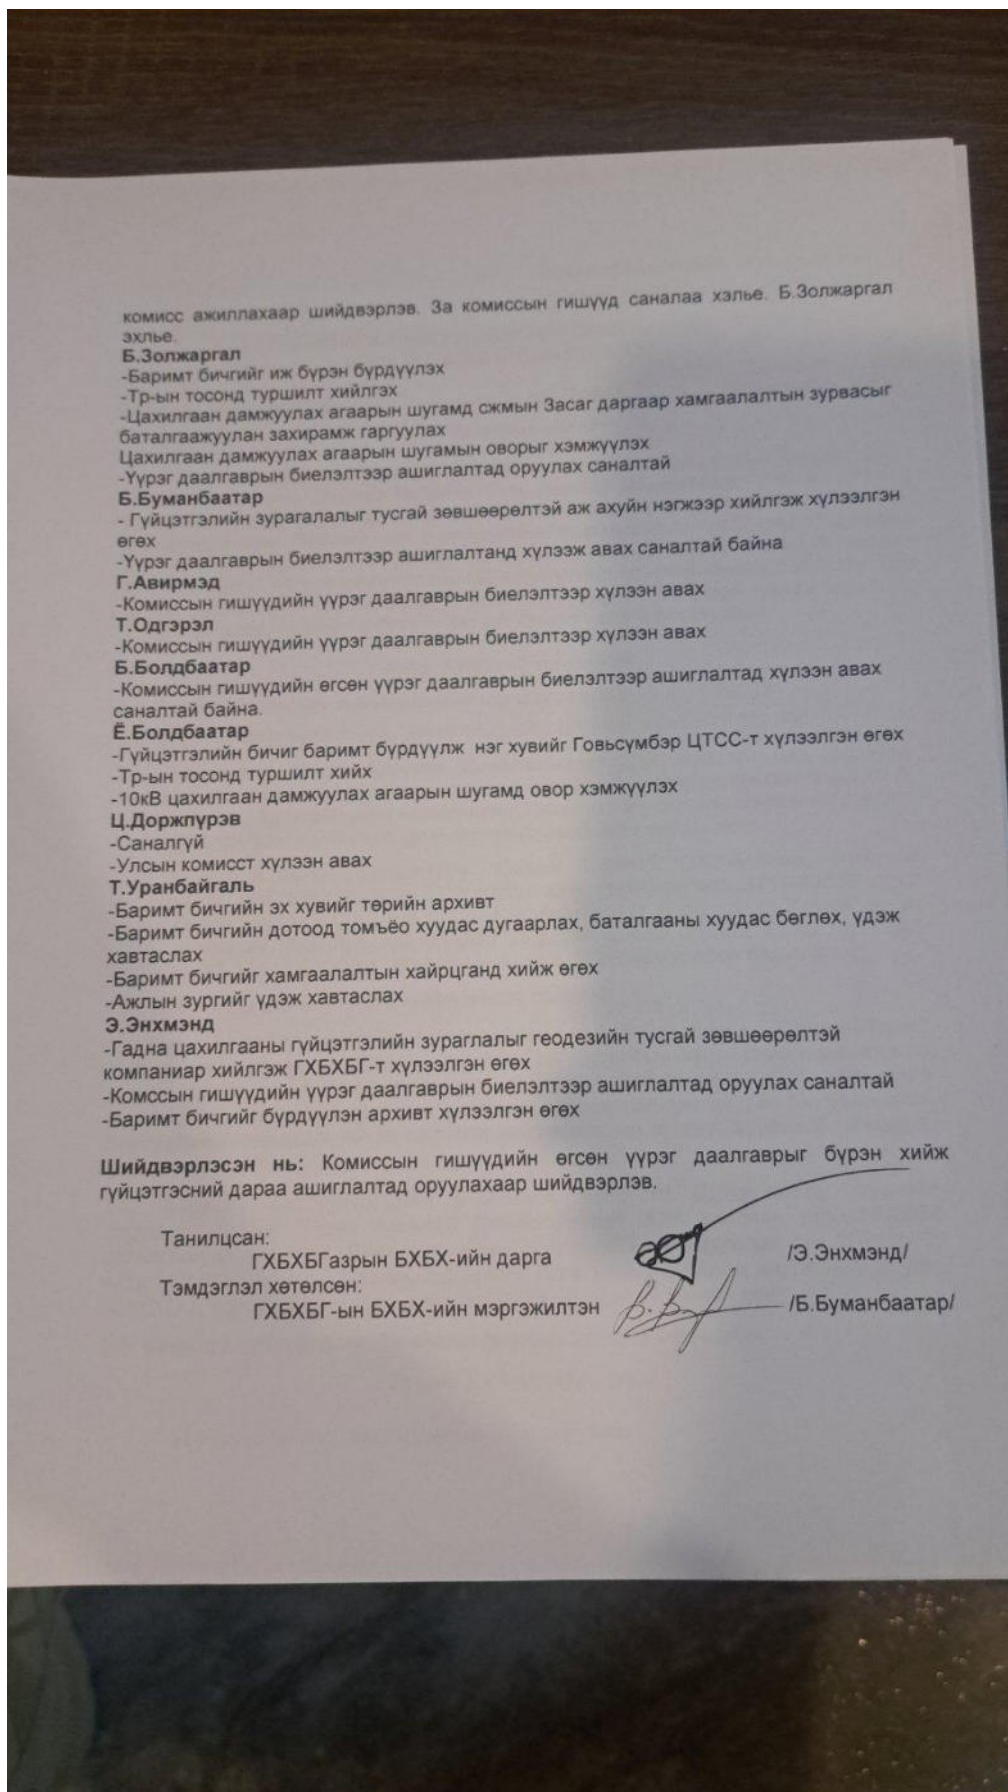 комисс ажиллахаар шийдвэрлэв. За комиссын гишүүд саналаа хэлье. Б.Золжаргал
эхлье.
Б.Золжаргал
-Баримт бичгийг иж бүрэн бүрдүүлэх
-Тр-ын тосонд туршилт хийлгэх
-Цахилгаан дамжуулах агаарын шугамд сжмын Засаг даргаар хамгаалалтын зурвасыг
баталгаажуулан захирамж гаргуулах
Цахилгаан дамжуулах агаарын шугамын оворыг хэмжүүлэх
-Үүрэг даалгаврын биелэлтээр ашиглалтад оруулах саналтай
Б.Буманбаатар
- Гүйцэтгэлийн зурагалалыг тусгай зөвшөөрөлтэй аж ахуйн нэгжээр хийлгэж хүлээлгэн
өгөх
-Үүрэг даалгаврын биелэлтээр ашиглалтанд хүлээж авах саналтай байна
Г.Авирмэд
-Комиссын гишүүдийн үүрэг даалгаврын биелэлтээр хүлээн авах
Т.Одгэрэл
-Комиссын гишүүдийн үүрэг даалгаврын биелэлтээр хүлээн авах
Б.Болдбаатар
-Комиссын гишүүдийн өгсөн үүрэг даалгаврын биелэлтээр ашиглалтад хүлээн авах
саналтай байна.
Ё.Болдбаатар
-Гүйцэтгэлийн бичиг баримт бүрдүүлж нэг хувийг Говьсүмбэр ЦТСС-т хүлээлгэн өгөх
-Тр-ын тосонд туршилт хийх
-10кВ цахилгаан дамжуулах агаарын шугамд овор хэмжүүлэх
Ц.Доржпүрэв
-Саналгүй
-Улсын комисст хүлээн авах
Т.Уранбайгаль
-Баримт бичгийн эх хувийг төрийн архивт
-Баримт бичгийн дотоод томъёо хуудас дугаарлах, баталгааны хуудас бөглөх, үдэж
хавтаслах
-Баримт бичгийг хамгаалалтын хайрцганд хийж өгөх
-Ажлын зургийг үдэж хавтаслах
Э.Энхмэнд
-Гадна цахилгааны гүйцэтгэлийн зураглалыг геодезийн тусгай зөвшөөрөлтэй
компаниар хийлгэж ГХБХБГ-т хүлээлгэн өгөх
-Комссын гишүүдийн үүрэг даалгаврын биелэлтээр ашиглалтад оруулах саналтай
-Баримт бичгийг бүрдүүлэн архивт хүлээлгэн өгөх
Шийдвэрлэсэн нь: Комиссын гишүүдийн өгсөн үүрэг даалгаврыг бүрэн хийж
гүйцэтгэсний дараа ашиглалтад оруулахаар шийдвэрлэв.
Танилцсан:
ГХБХБГазрын БХБХ-ийн дарга /Э.Энхмэнд/
Тэмдэглэл хөтөлсөн:
ГХБХБГ-ын БХБХ-ийн мэргэжилтэн /Б.Буманбаатар/